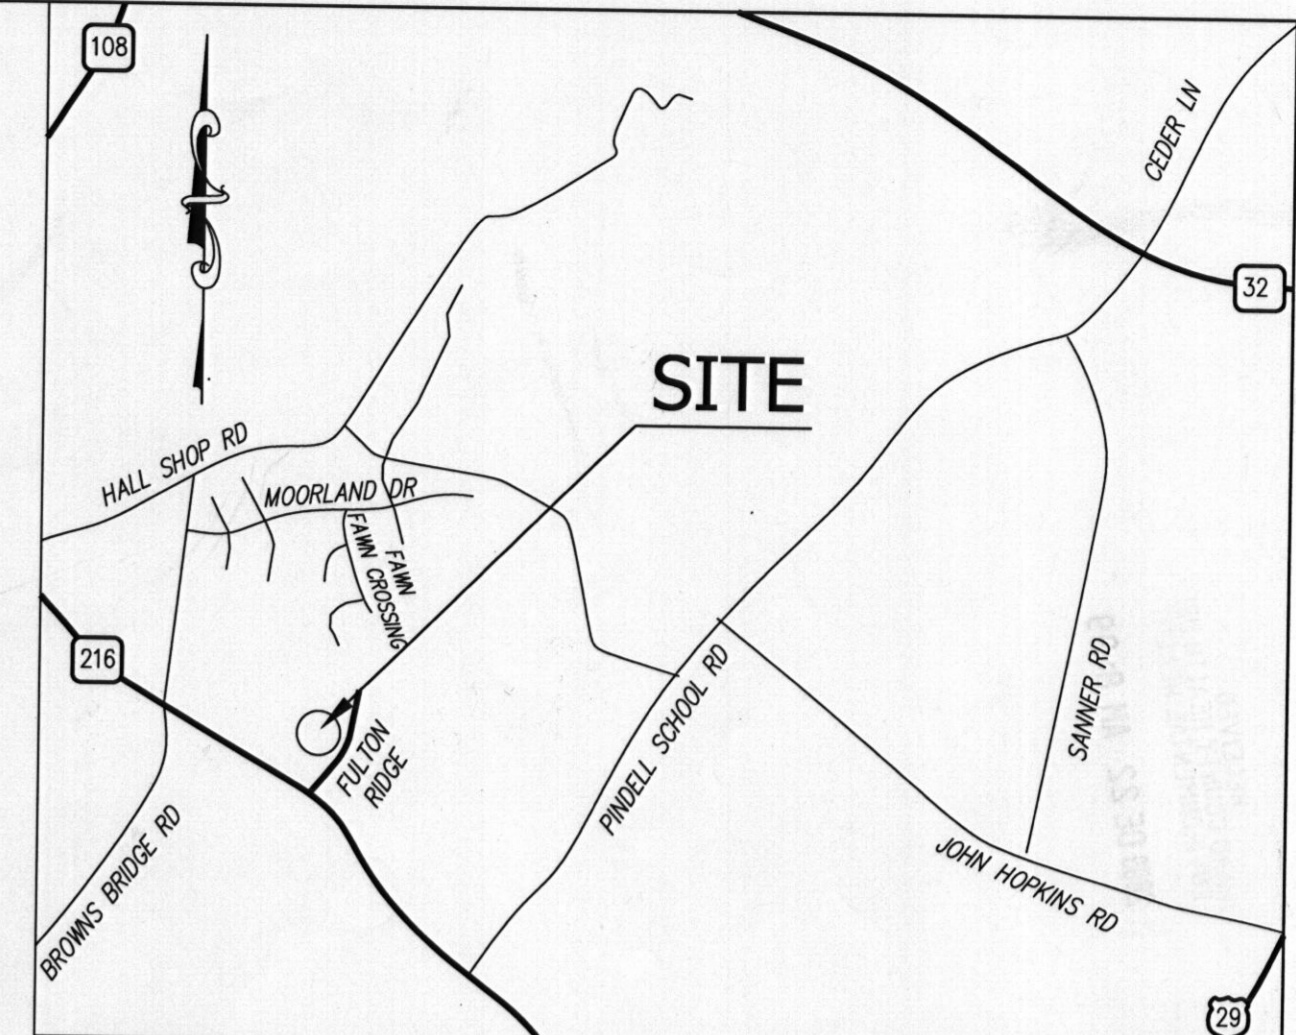 108
CEDER LN
32
SITE
HALL SHOP RD
MOORLAND DR
FAWN CROSSING
FAWN
216
FULTON
RIDGE
PINDELL SCHOOL RD
SANNER RD
BROWNS BRIDGE RD
JOHN HOPKINS RD
29